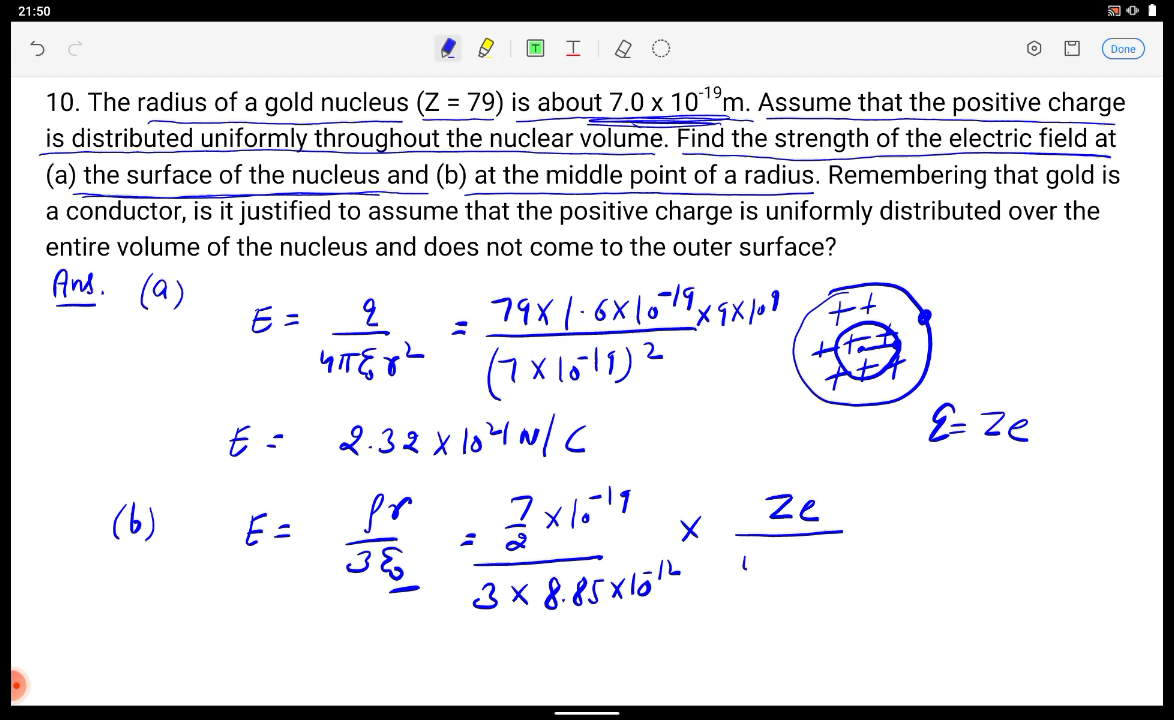 21:50
Done
10. The radius of a gold nucleus (Z = 79) is about 7.0 x 10⁻¹⁹m. Assume that the positive charge
is distributed uniformly throughout the nuclear volume. Find the strength of the electric field at
(a) the surface of the nucleus and (b) at the middle point of a radius. Remembering that gold is
a conductor, is it justified to assume that the positive charge is uniformly distributed over the
entire volume of the nucleus and does not come to the outer surface?
Ans. (a)
E = q / 4πε₀r² = 79 × 1.6 × 10⁻¹⁹ × 9 × 10⁹ / (7 × 10⁻¹⁹)²
E = 2.32 × 10²¹ N/C
q = Ze
(b) E = ρr / 3ε₀ = 7/2 × 10⁻¹⁹ / 3 × 8.85 × 10⁻¹² × Ze